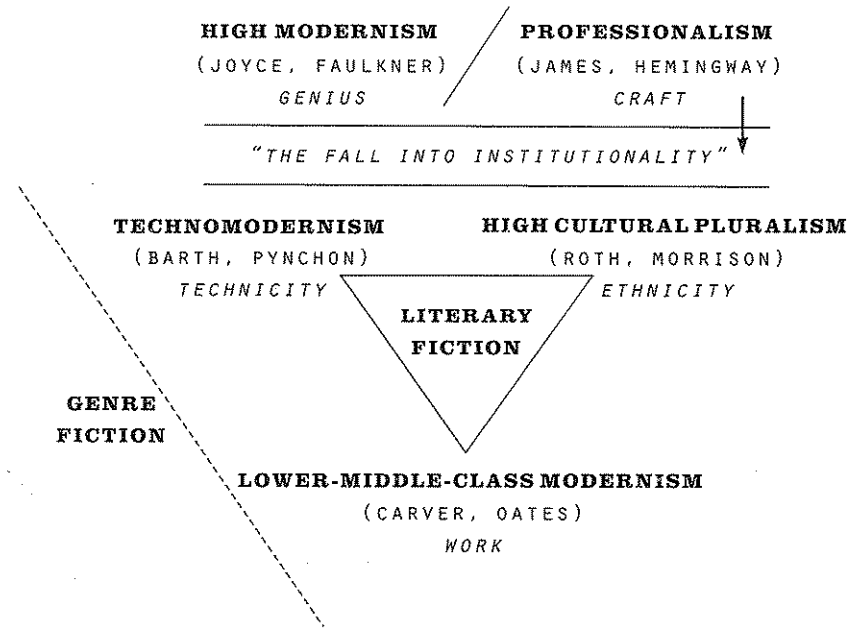 HIGH MODERNISM
(JOYCE, FAULKNER)
GENIUS
PROFESSIONALISM
(JAMES, HEMINGWAY)
CRAFT
"THE FALL INTO INSTITUTIONALITY"
TECHNOMODERNISM
(BARTH, PYNCHON)
TECHNICITY
HIGH CULTURAL PLURALISM
(ROTH, MORRISON)
ETHNICITY
LITERARY
FICTION
GENRE
FICTION
LOWER-MIDDLE-CLASS MODERNISM
(CARVER, OATES)
WORK